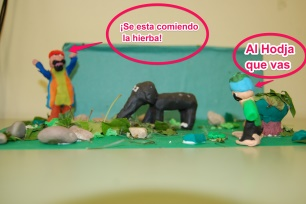 ¡Se esta comiendo
la hierba!
Al Hodja
que vas